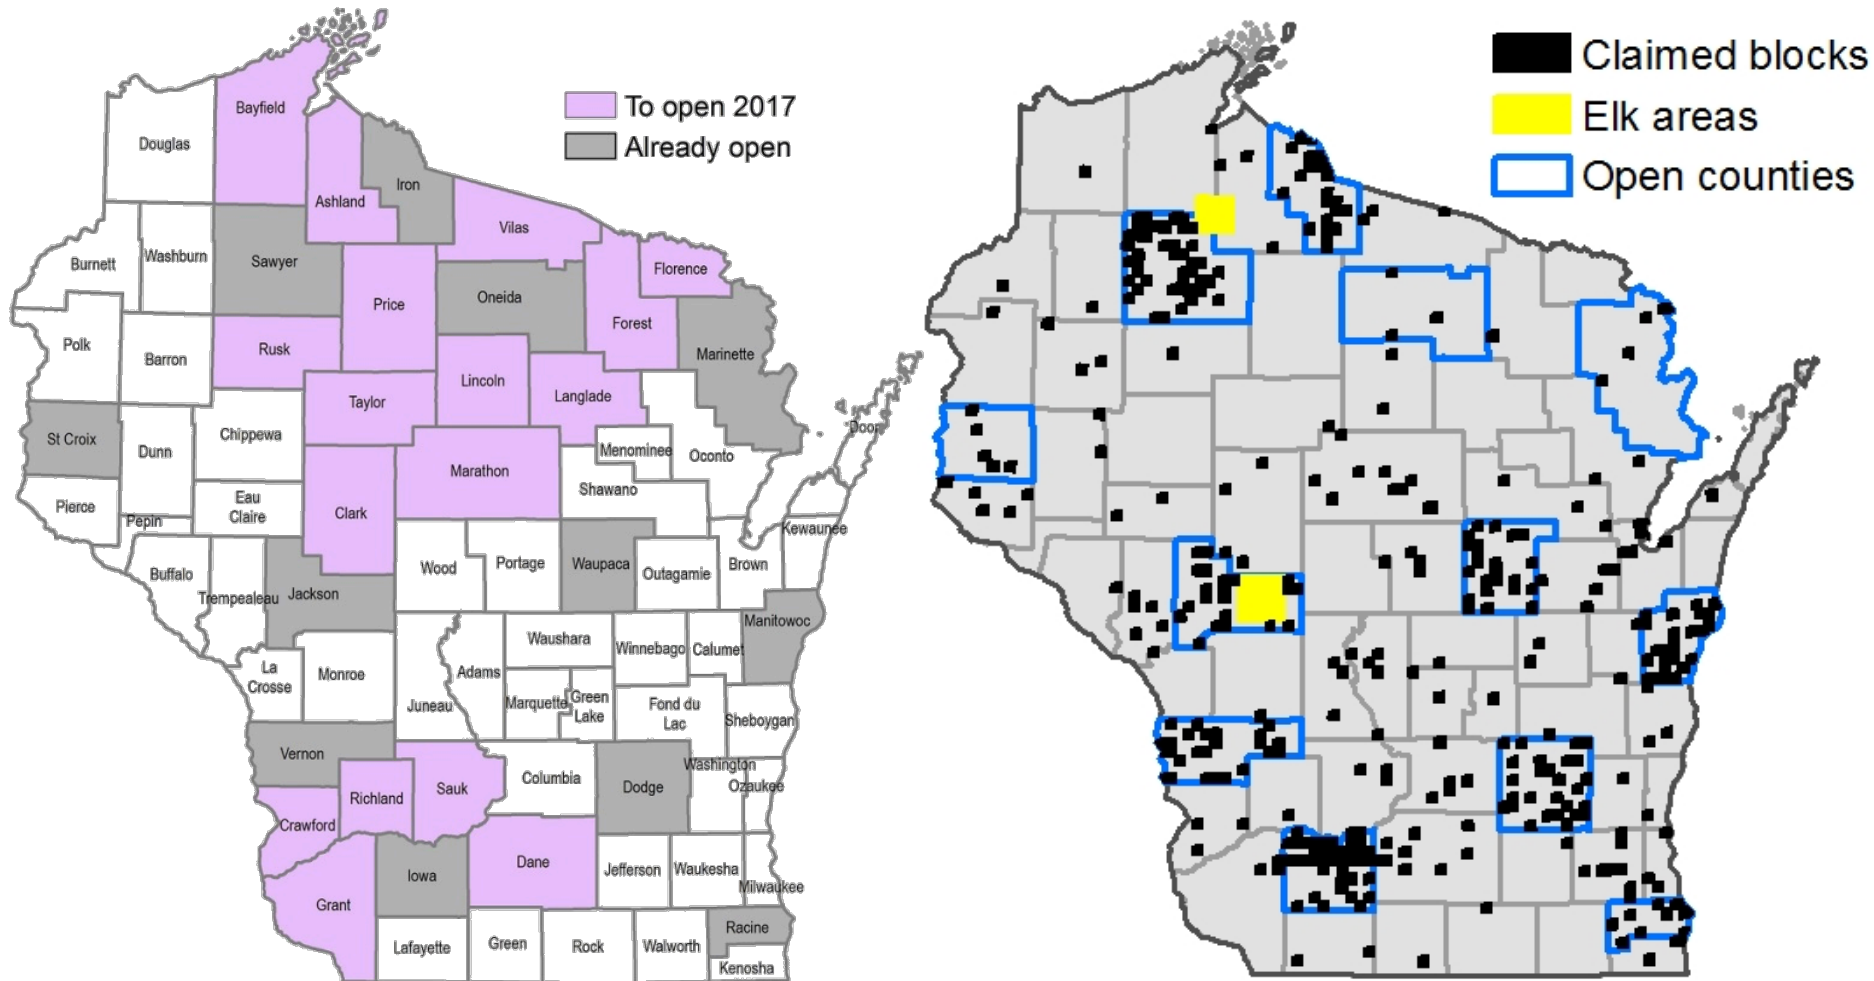 To open 2017
Already open
Bayfield
Douglas
Iron
Ashland
Vilas
Burnett
Washburn
Sawyer
Florence
Oneida
Price
Forest
Polk
Barron
Rusk
Marinette
Lincoln
Taylor
Langlade
St Croix
Dunn
Chippewa
Door
Menominee
Oconto
Marathon
Shawano
Pierce
Eau
Claire
Clark
Pepin
Kewaunee
Buffalo
Trempealeau
Jackson
Wood
Portage
Waupaca
Outagamie
Brown
Manitowoc
Waushara
Winnebago
Calumet
La
Crosse
Monroe
Adams
Juneau
Marquette
Green
Lake
Fond du
Lac
Sheboygan
Vernon
Richland
Sauk
Columbia
Dodge
Washington
Ozaukee
Crawford
Iowa
Dane
Jefferson
Waukesha
Milwaukee
Grant
Lafayette
Green
Rock
Walworth
Racine
Kenosha
Claimed blocks
Elk areas
Open counties